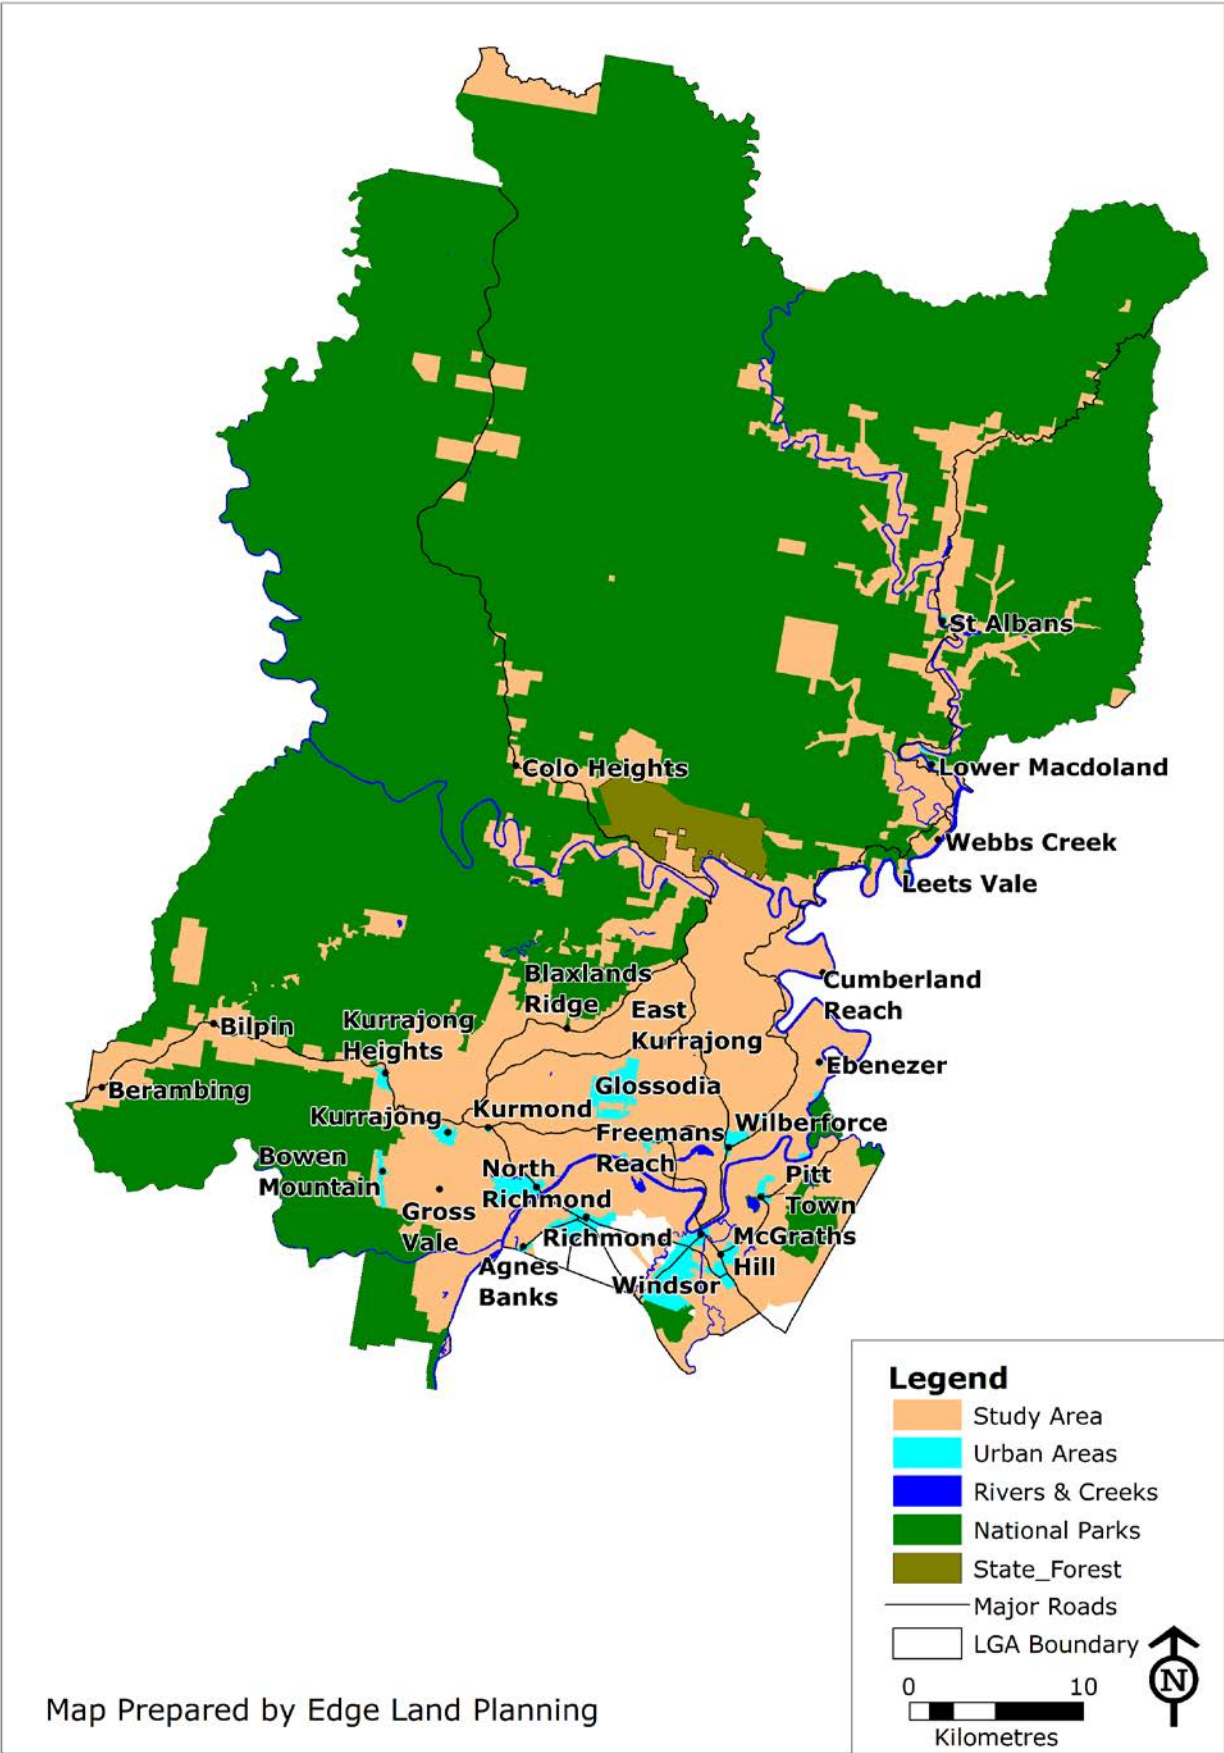 St Albans
Colo Heights
Lower Macdoland
Webbs Creek
Leets Vale
Blaxlands
Ridge
Cumberland
Reach
East
Kurrajong
Bilpin
Kurrajong
Heights
Berambing
Glossodia
Ebenezer
Kurrajong
Kurmond
Freemans
Reach
Wilberforce
Bowen
Mountain
North
Richmond
Pitt
Town
Gross
Vale
Richmond
McGraths
Hill
Agnes
Banks
Windsor
Legend
Study Area
Urban Areas
Rivers & Creeks
National Parks
State_Forest
Major Roads
LGA Boundary
N
0 10
Kilometres
Map Prepared by Edge Land Planning